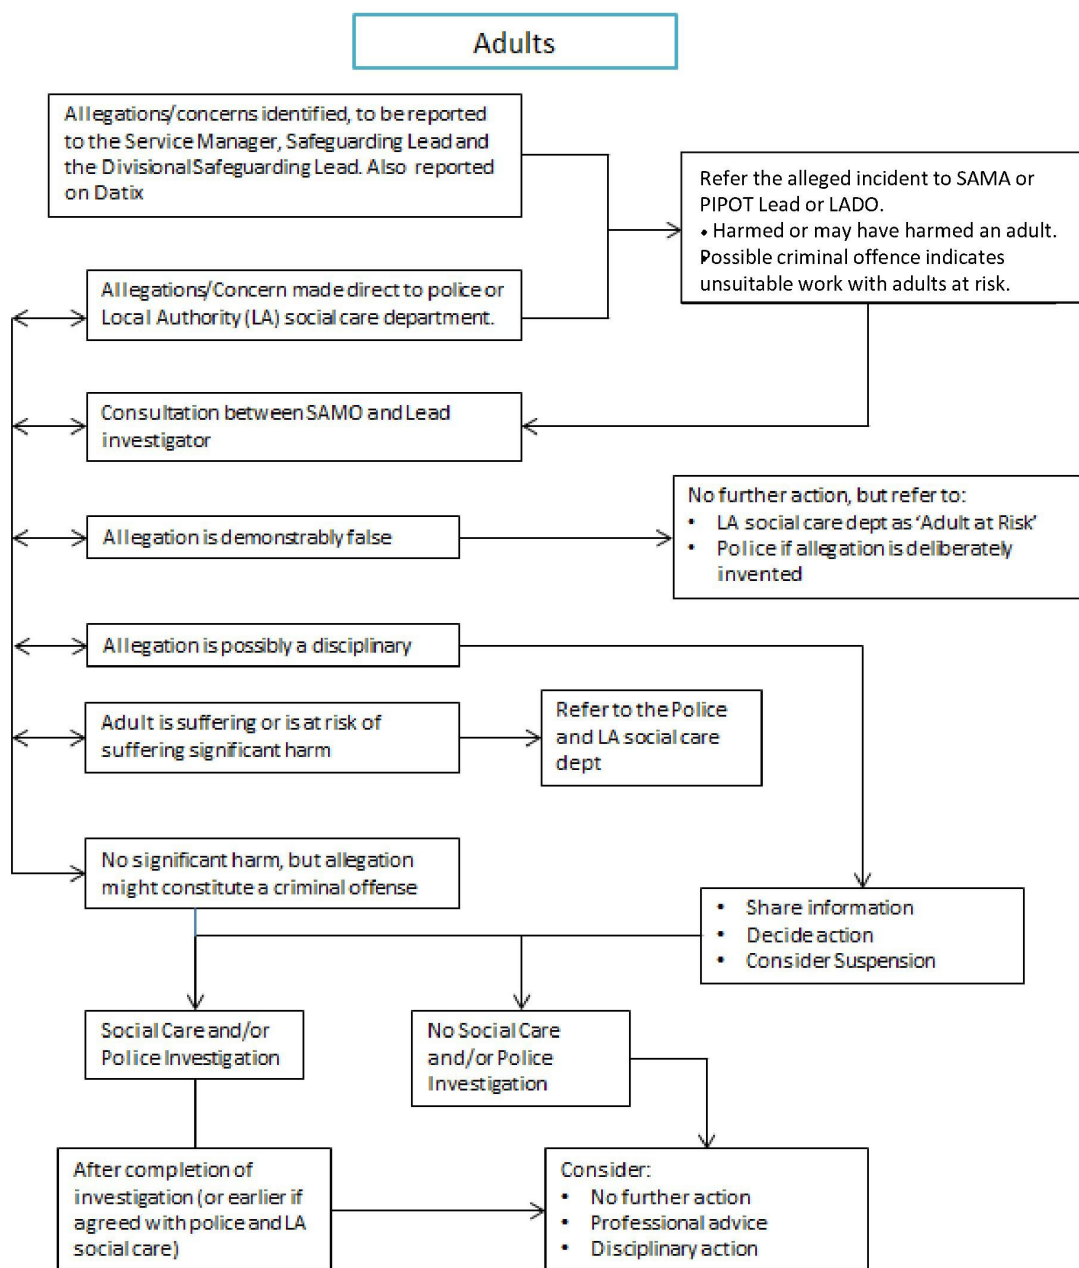 Adults
Allegations/concerns identified, to be reported
to the Service Manager, Safeguarding Lead and
the Divisional Safeguarding Lead. Also reported
on Datix
Refer the alleged incident to SAMA or
PIPOT Lead or LADO.
• Harmed or may have harmed an adult.
• Possible criminal offence indicates
unsuitable work with adults at risk.
Allegations/Concern made direct to police or
Local Authority (LA) social care department.
Consultation between SAMO and Lead
investigator
No further action, but refer to:
• LA social care dept as ‘Adult at Risk’
• Police if allegation is deliberately
invented
Allegation is demonstrably false
Allegation is possibly a disciplinary
Adult is suffering or is at risk of
suffering significant harm
Refer to the Police
and LA social care
dept
No significant harm, but allegation
might constitute a criminal offense
• Share information
• Decide action
• Consider Suspension
Social Care and/or
Police Investigation
No Social Care
and/or Police
Investigation
After completion of
investigation (or earlier if
agreed with police and LA
social care)
Consider:
• No further action
• Professional advice
• Disciplinary action